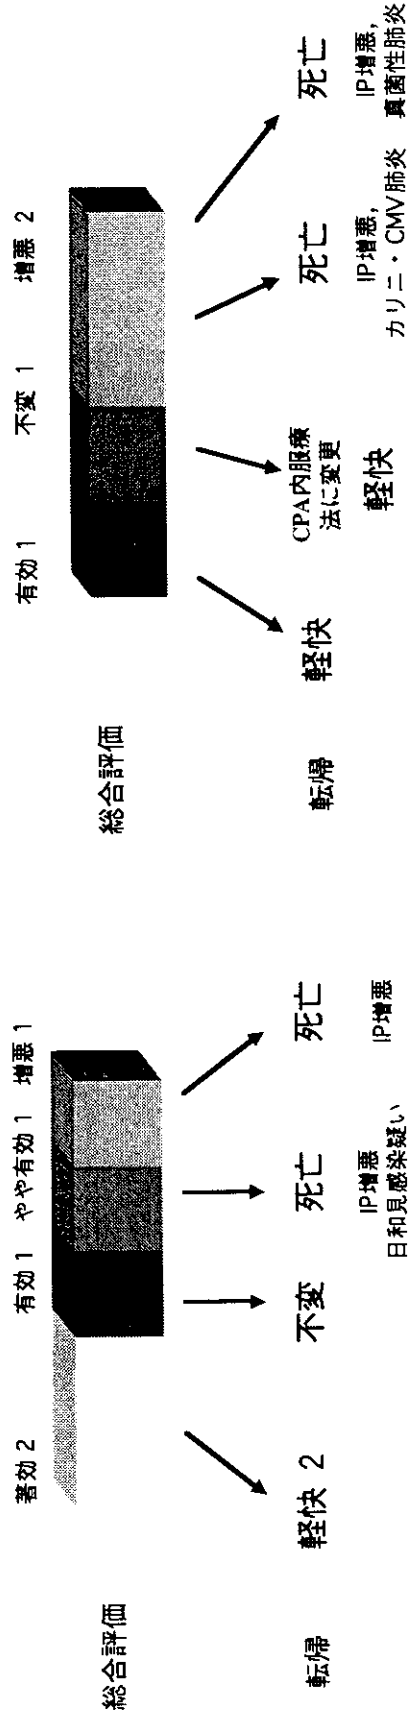 著効 2 有効 1 やや有効 1 増悪 1
総合評価
転帰
軽快 2 不変 死亡 死亡
IP増悪 IP増悪
日和見感染疑い
有効 1 不変 1 増悪 2
総合評価
CPA内服療
法に変更
転帰
軽快 軽快 死亡 死亡
IP増悪, IP増悪,
カリニ・CMV肺炎 真菌性肺炎